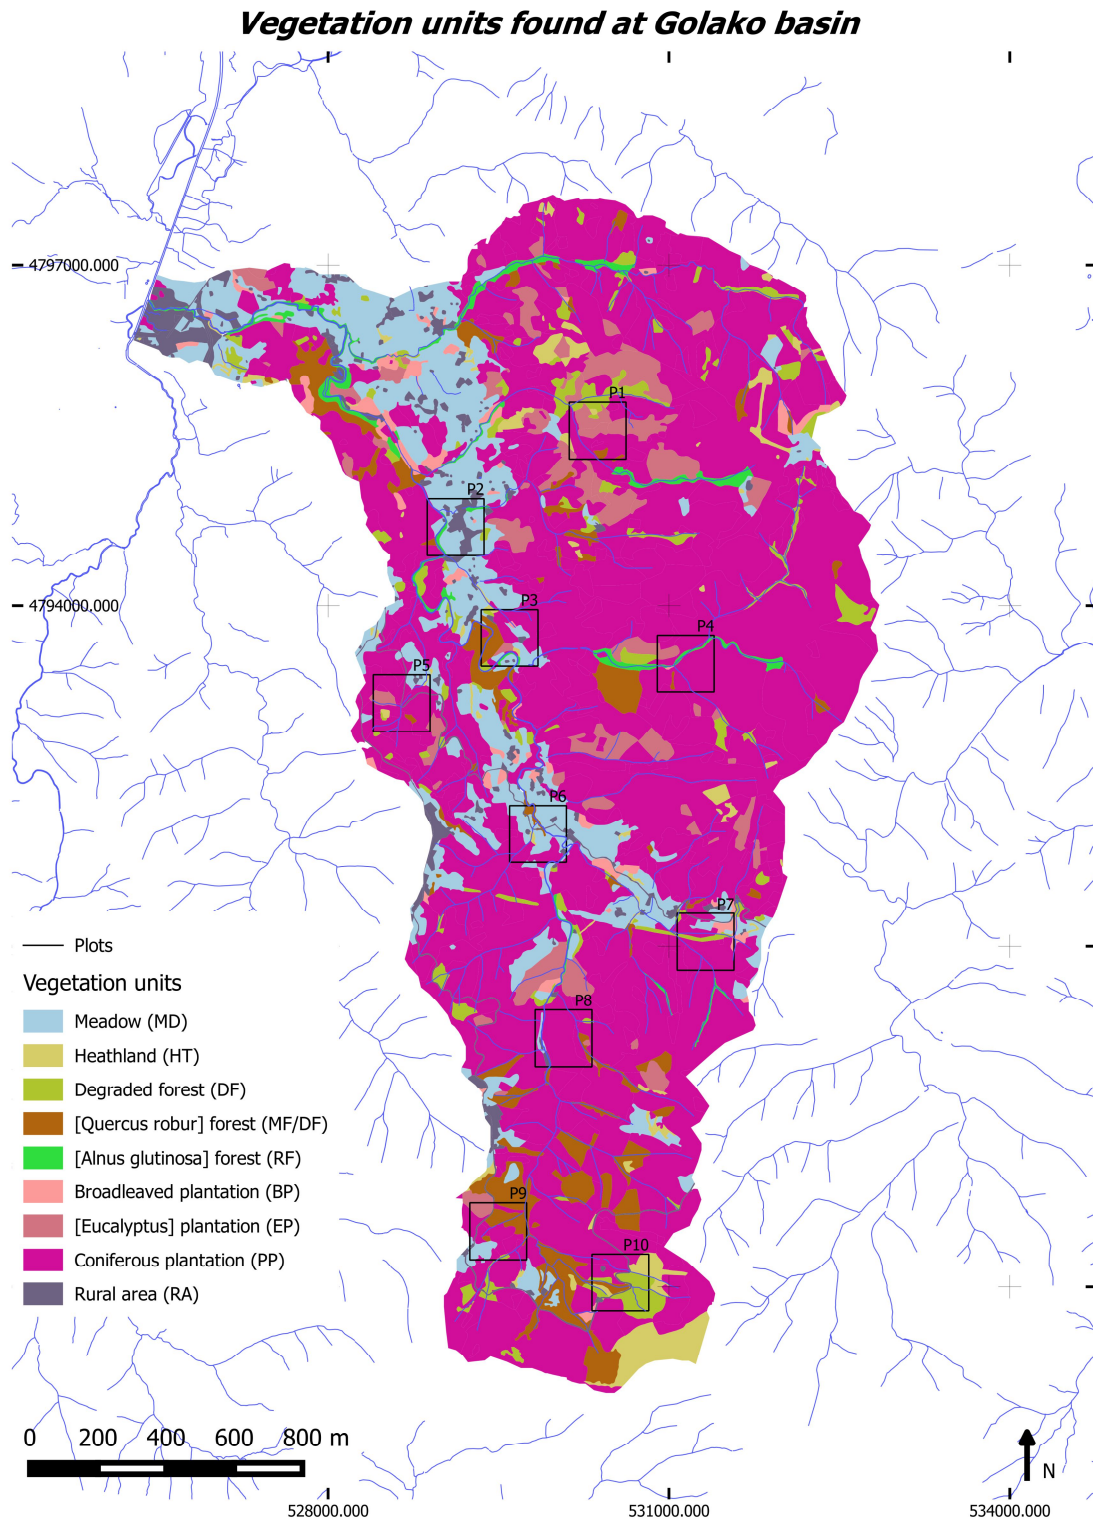 Vegetation units found at Golako basin
4797000.000
P1
P2
4794000.000
P3
P4
P5
P6
P7
Plots
Vegetation units
Meadow (MD)
P8
Heathland (HT)
Degraded forest (DF)
[Quercus robur] forest (MF/DF)
[Alnus glutinosa] forest (RF)
Broadleaved plantation (BP)
P9
[Eucalyptus] plantation (EP)
P10
Coniferous plantation (PP)
Rural area (RA)
0 200 400 600 800 m
N
528000.000 531000.000 534000.000